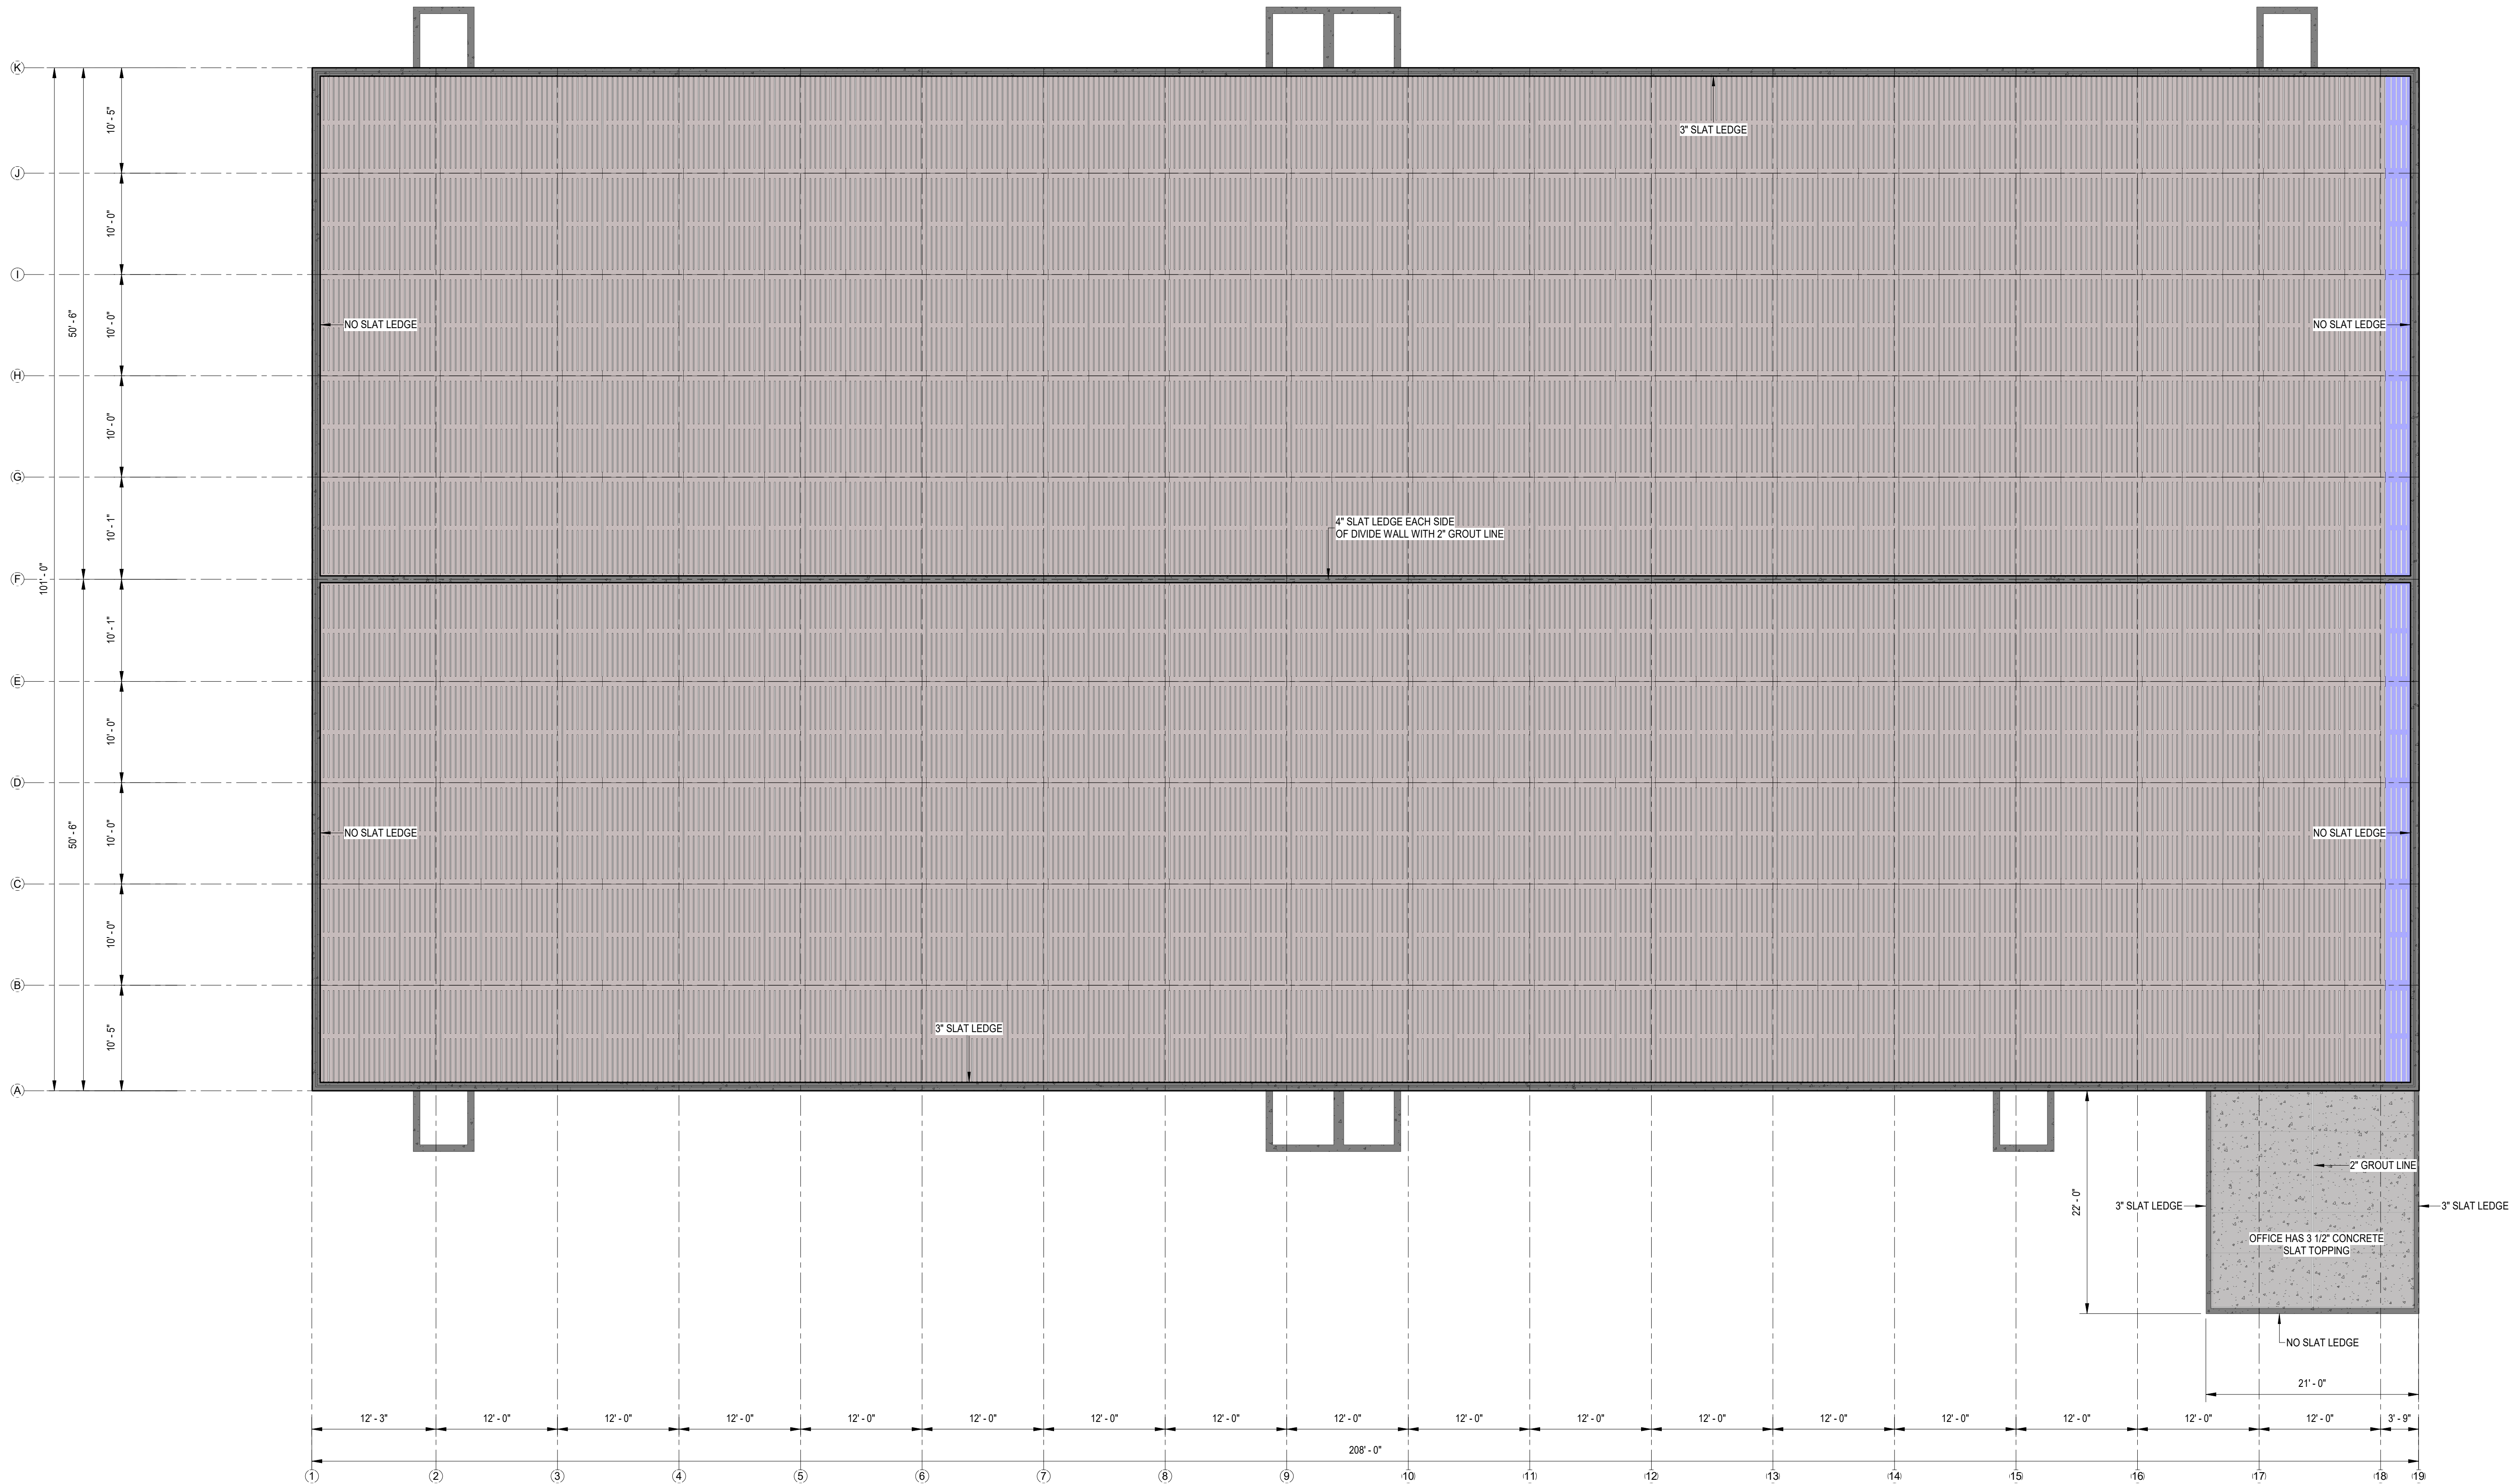 K
10' - 5"
3" SLAT LEDGE
J
10' - 0"
I
50' - 6"
10' - 0"
NO SLAT LEDGE
NO SLAT LEDGE
H
10' - 0"
G
10' - 1"
4" SLAT LEDGE EACH SIDE
OF DIVIDE WALL WITH 2" GROUT LINE
101' - 0"
F
10' - 1"
E
10' - 0"
D
50' - 6"
10' - 0"
NO SLAT LEDGE
NO SLAT LEDGE
C
10' - 0"
B
10' - 5"
3" SLAT LEDGE
A
2" GROUT LINE
22' - 0"
3" SLAT LEDGE
3" SLAT LEDGE
OFFICE HAS 3 1/2" CONCRETE
SLAT TOPPING
NO SLAT LEDGE
21' - 0"
12' - 3" 12' - 0" 12' - 0" 12' - 0" 12' - 0" 12' - 0" 12' - 0" 12' - 0" 12' - 0" 12' - 0" 12' - 0" 12' - 0" 12' - 0" 12' - 0" 12' - 0" 12' - 0" 12' - 0" 3' - 9"
208' - 0"
1 2 3 4 5 6 7 8 9 10 11 12 13 14 15 16 17 18 19